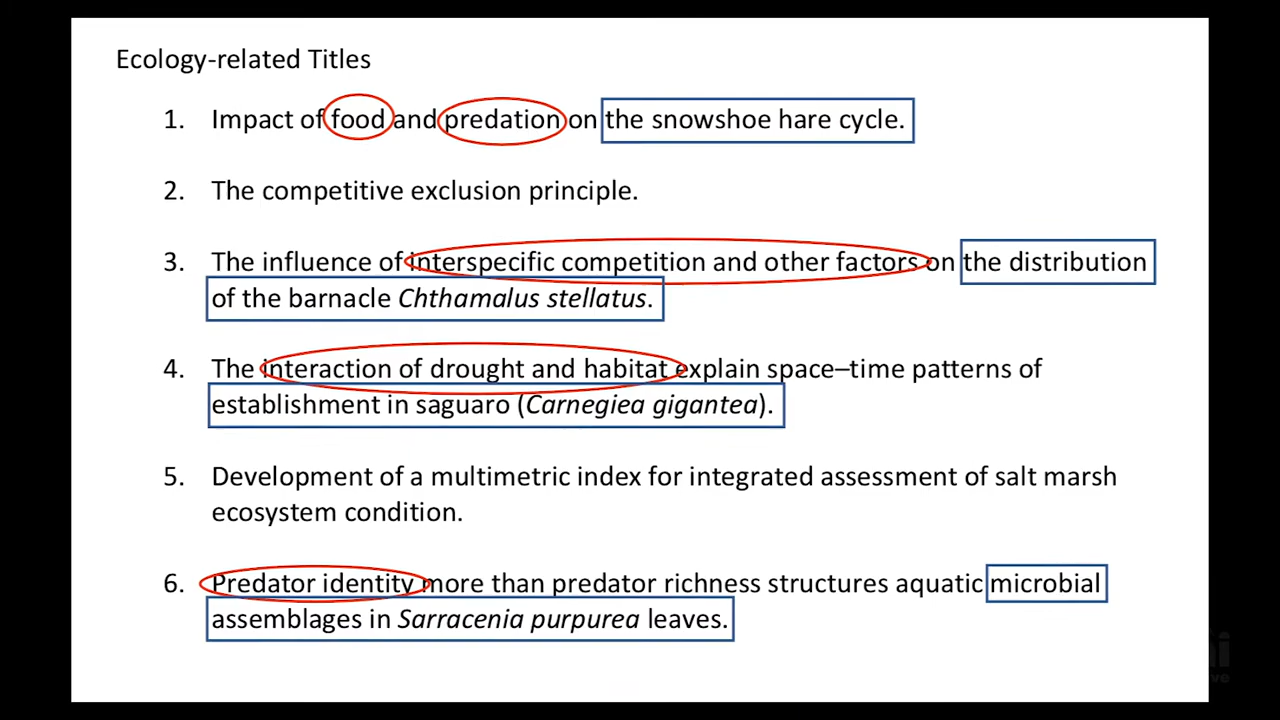 Ecology-related Titles
1. Impact of food and predation on the snowshoe hare cycle.
2. The competitive exclusion principle.
3. The influence of interspecific competition and other factors on the distribution
of the barnacle Chthamalus stellatus.
4. The interaction of drought and habitat explain space–time patterns of
establishment in saguaro (Carnegiea gigantea).
5. Development of a multimetric index for integrated assessment of salt marsh
ecosystem condition.
6. Predator identity more than predator richness structures aquatic microbial
assemblages in Sarracenia purpurea leaves.